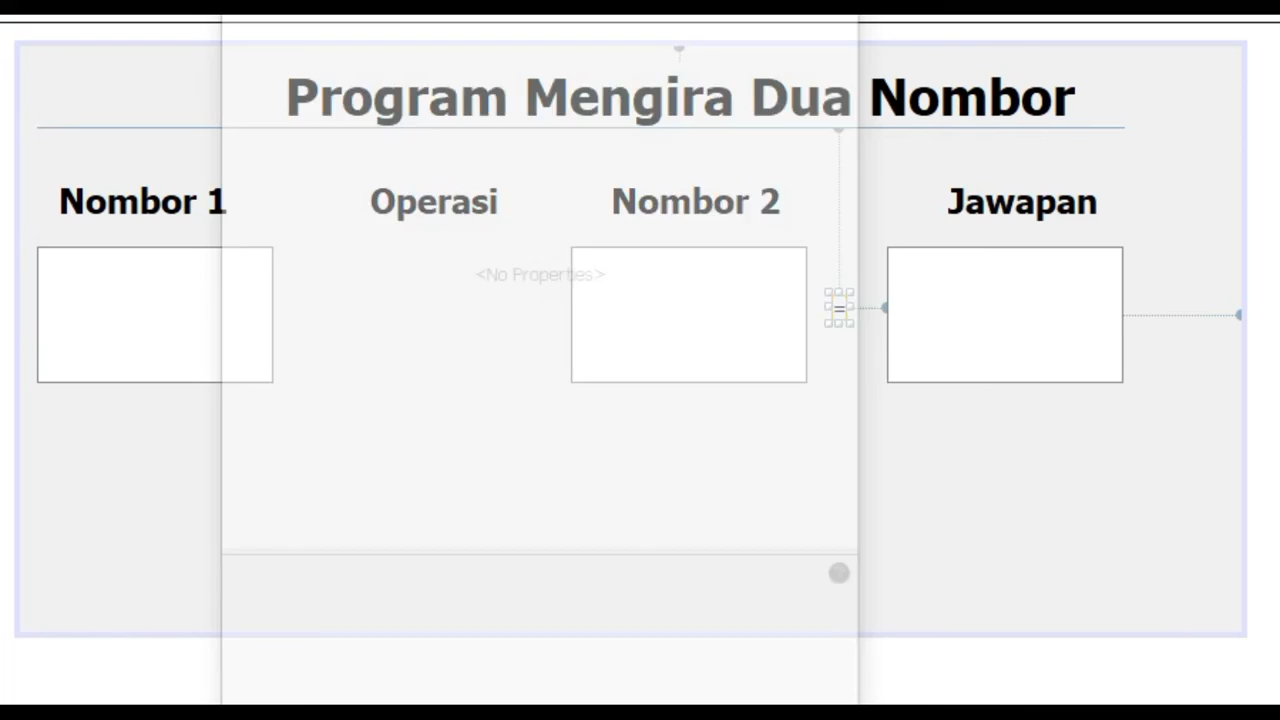 Program Mengira Dua Nombor
Nombor 1 Operasi Nombor 2 Jawapan
<No Properties>
=